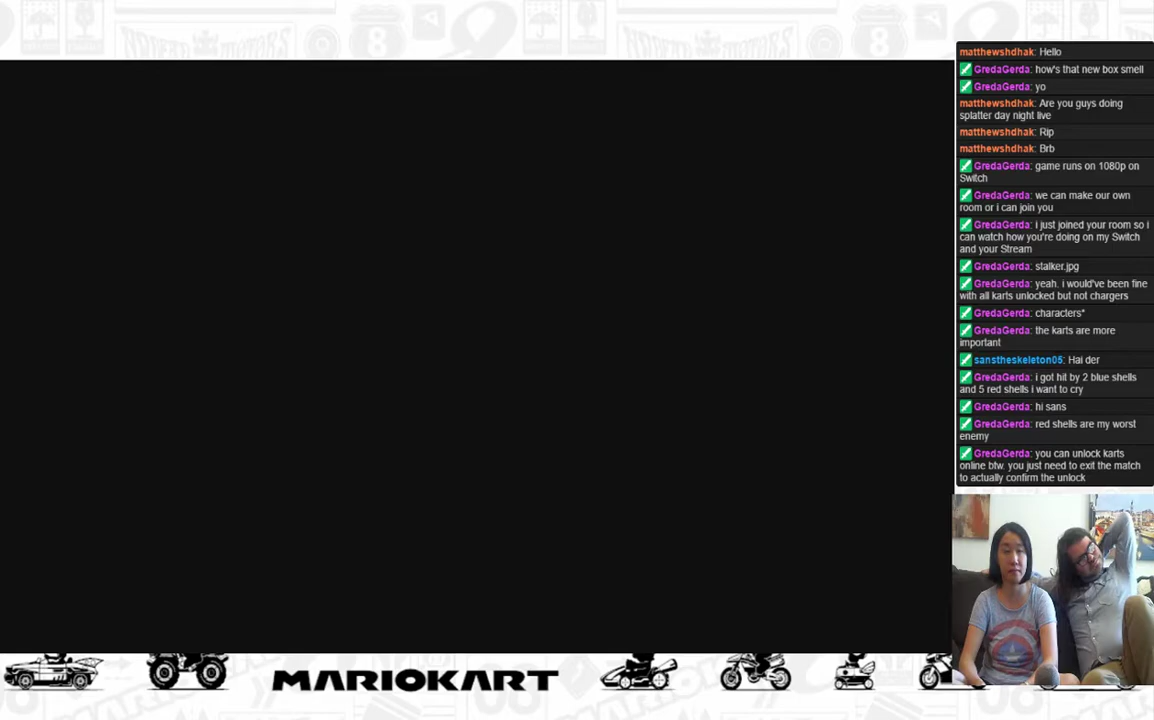 matthewshdhak: Hello
GredaGerda: how's that new box smell
GredaGerda: yo
matthewshdhak: Are you guys doing
splatter day night live
matthewshdhak: Rip
matthewshdhak: Brb
GredaGerda: game runs on 1080p on
Switch
GredaGerda: we can make our own
room or i can join you
GredaGerda: i just joined your room so i
can watch how you're doing on my Switch
and your Stream
GredaGerda: stalker.jpg
GredaGerda: yeah. i would've been fine
with all karts unlocked but not chargers
GredaGerda: characters*
GredaGerda: the karts are more
important
sanstheskeleton05: Hai der
GredaGerda: i got hit by 2 blue shells
and 5 red shells i want to cry
GredaGerda: hi sans
GredaGerda: red shells are my worst
enemy
GredaGerda: you can unlock karts
online btw. you just need to exit the match
to actually confirm the unlock
MARIOKART